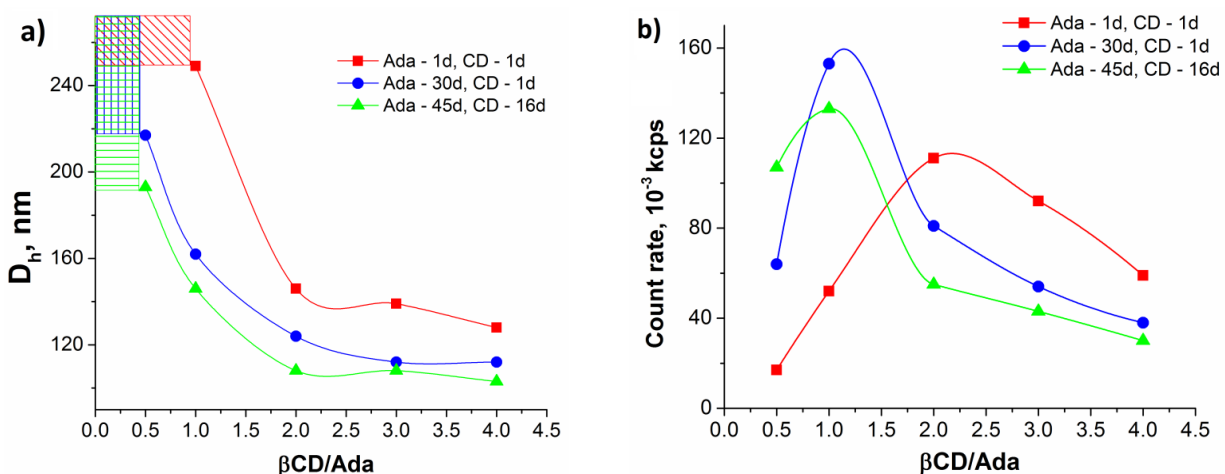 a)
240
200
160
120
D_h, nm
0.0 0.5 1.0 1.5 2.0 2.5 3.0 3.5 4.0 4.5
βCD/Ada
Ada - 1d, CD - 1d
Ada - 30d, CD - 1d
Ada - 45d, CD - 16d
b)
160
120
80
40
0
Count rate, 10⁻³ kcps
0.0 0.5 1.0 1.5 2.0 2.5 3.0 3.5 4.0 4.5
βCD/Ada
Ada - 1d, CD - 1d
Ada - 30d, CD - 1d
Ada - 45d, CD - 16d